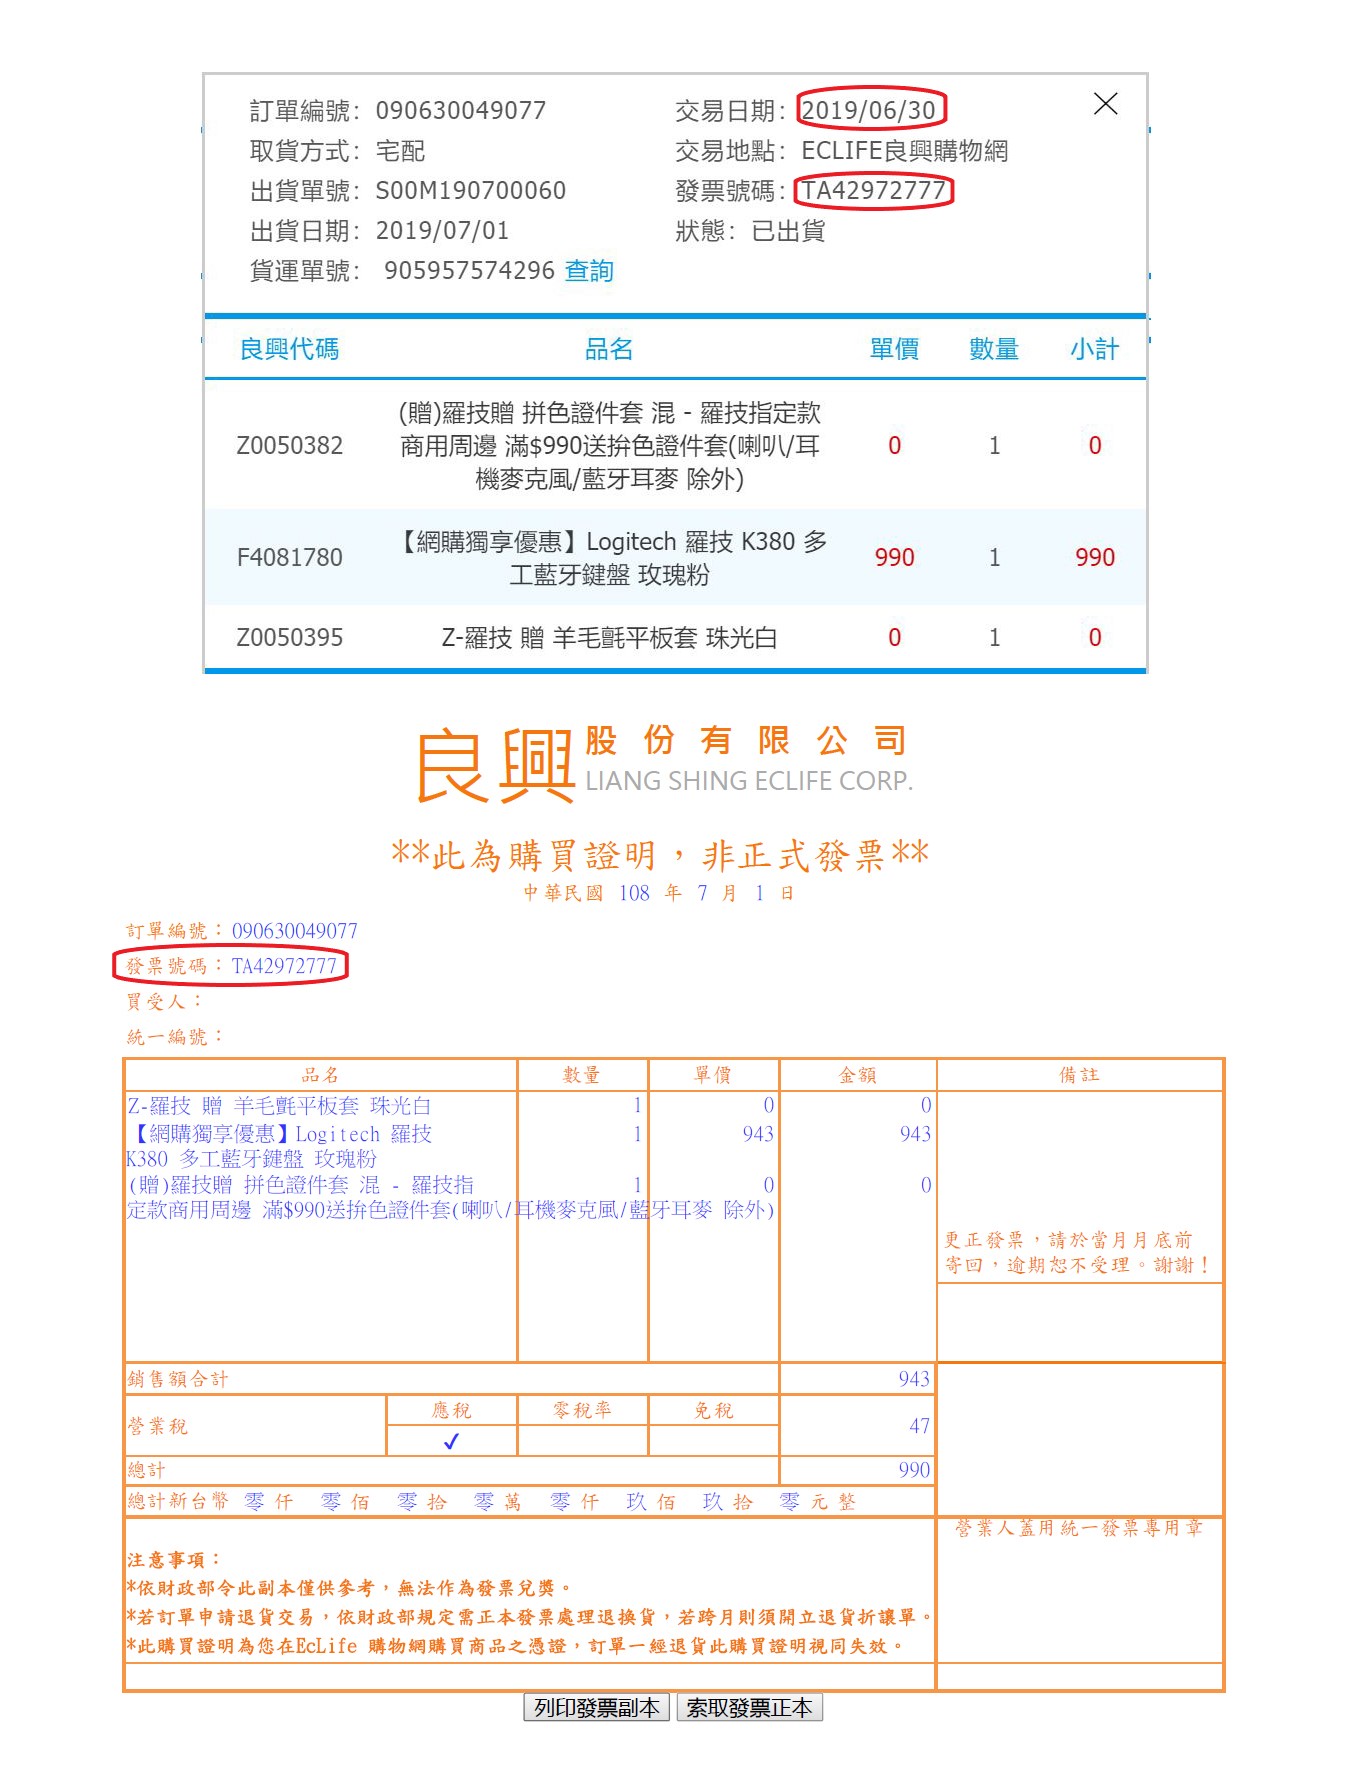 訂單編號：090630049077
交易日期：2019/06/30
取貨方式：宅配
交易地點：ECLIFE良興購物網
出貨單號：S00M190700060
發票號碼：TA42972777
出貨日期：2019/07/01
狀態：已出貨
貨運單號： 905957574296 查詢
良興代碼 品名 單價 數量 小計
(贈)羅技贈 拼色證件套 混 - 羅技指定款
Z0050382 商用周邊 滿$990送拚色證件套(喇叭/耳 0 1 0
機麥克風/藍牙耳麥 除外)
【網購獨享優惠】Logitech 羅技 K380 多
F4081780 990 1 990
工藍牙鍵盤 玫瑰粉
Z0050395 Z-羅技 贈 羊毛氈平板套 珠光白 0 1 0
良興股份有限公司
LIANG SHING ECLIFE CORP.
**此為購買證明，非正式發票**
中華民國 108 年 7 月 1 日
訂單編號：090630049077
發票號碼：TA42972777
買受人：
統一編號：
品名 數量 單價 金額 備註
Z-羅技 贈 羊毛氈平板套 珠光白 1 0 0
【網購獨享優惠】Logitech 羅技 1 943 943
K380 多工藍牙鍵盤 玫瑰粉
(贈)羅技贈 拼色證件套 混 - 羅技指 1 0 0
定款商用周邊 滿$990送拚色證件套(喇叭/耳機麥克風/藍牙耳麥 除外)
更正發票，請於當月月底前
寄回，逾期恕不受理。謝謝！
銷售額合計 943
應稅 零稅率 免稅
營業稅 47
✓
總計 990
總計新台幣 零仟 零佰 零拾 零萬 零仟 玖佰 玖拾 零元整
營業人蓋用統一發票專用章
注意事項：
*依財政部令此副本僅供參考，無法作為發票兌獎。
*若訂單申請退貨交易，依財政部規定需正本發票處理退換貨，若跨月則須開立退貨折讓單。
*此購買證明為您在EcLife 購物網購買商品之憑證，訂單一經退貨此購買證明視同失效。
列印發票副本 索取發票正本